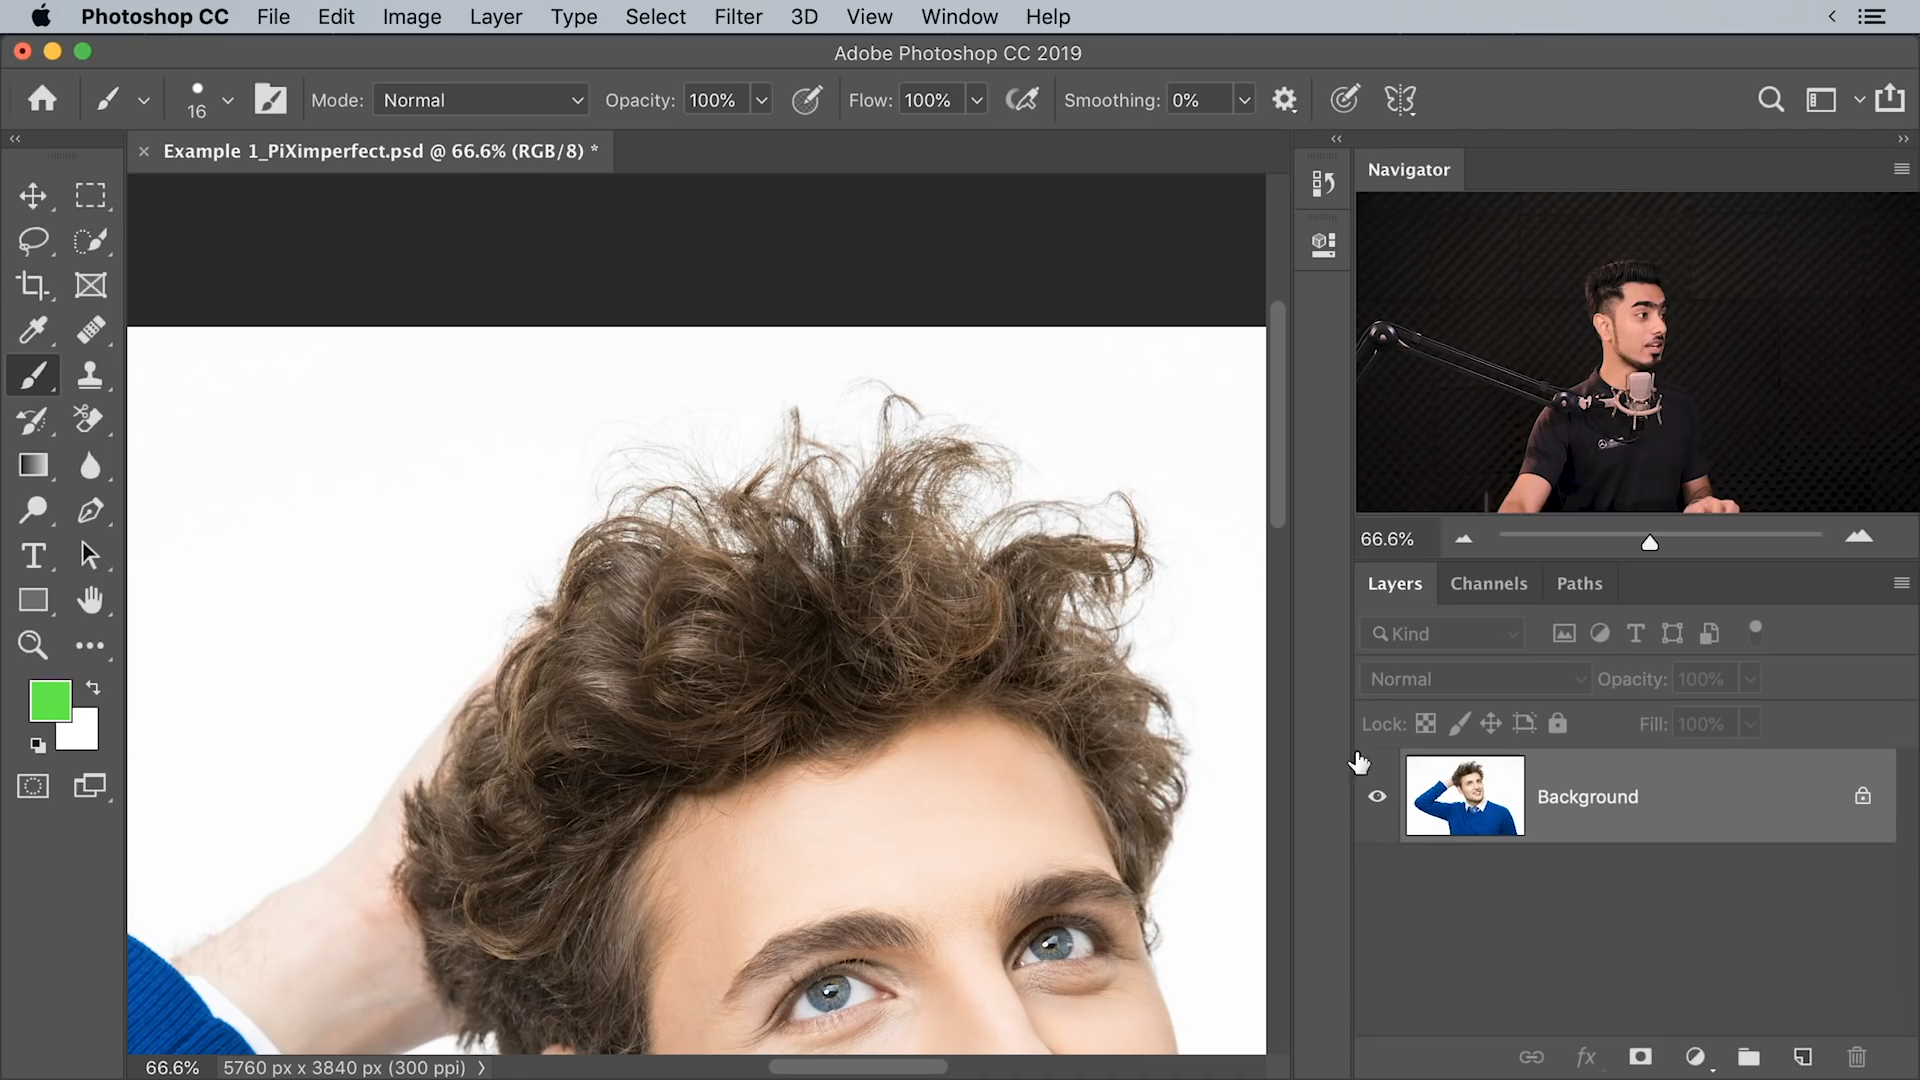 Photoshop CC File Edit Image Layer Type Select Filter 3D View Window Help
Adobe Photoshop CC 2019
16 Mode: Normal Opacity: 100% Flow: 100% Smoothing: 0%
Example 1_PiXimperfect.psd @ 66.6% (RGB/8) *
Navigator
66.6%
Layers Channels Paths
Kind
Normal Opacity: 100%
Lock: Fill: 100%
Background
66.6% 5760 px x 3840 px (300 ppi)